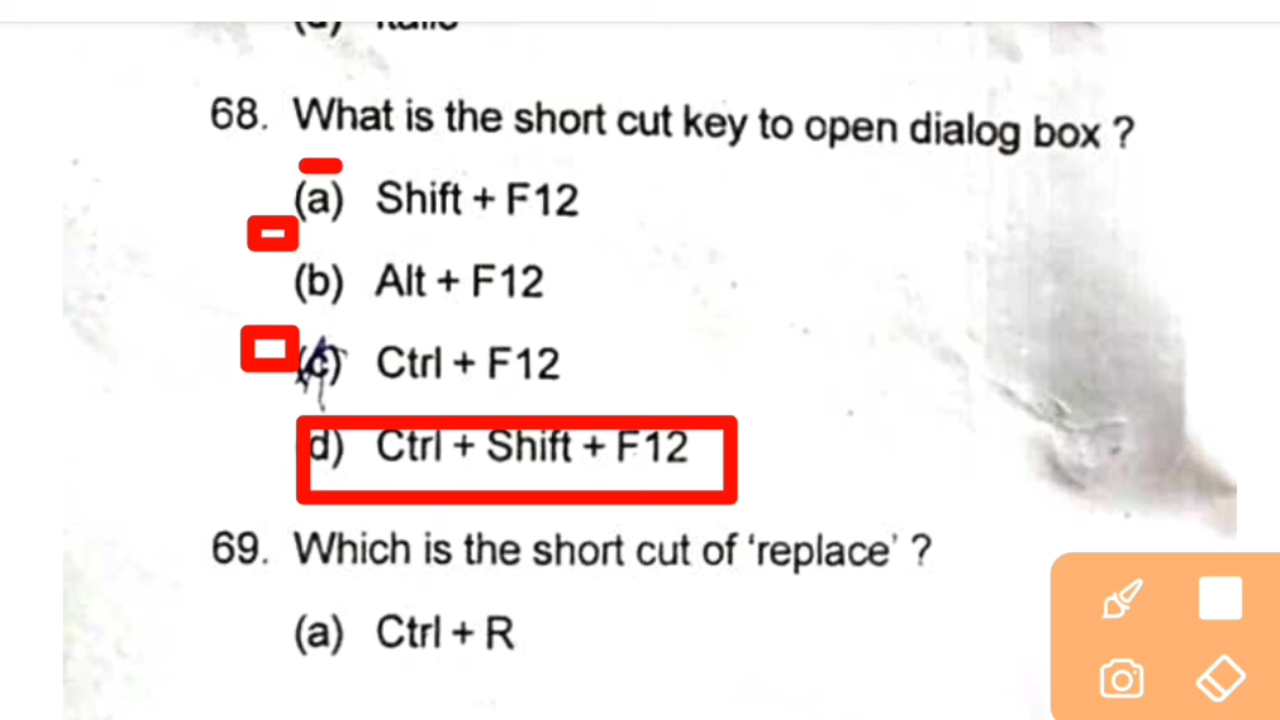 68. What is the short cut key to open dialog box ?
(a) Shift + F12
(b) Alt + F12
(c) Ctrl + F12
d) Ctrl + Shift + F12
69. Which is the short cut of ‘replace’ ?
(a) Ctrl + R